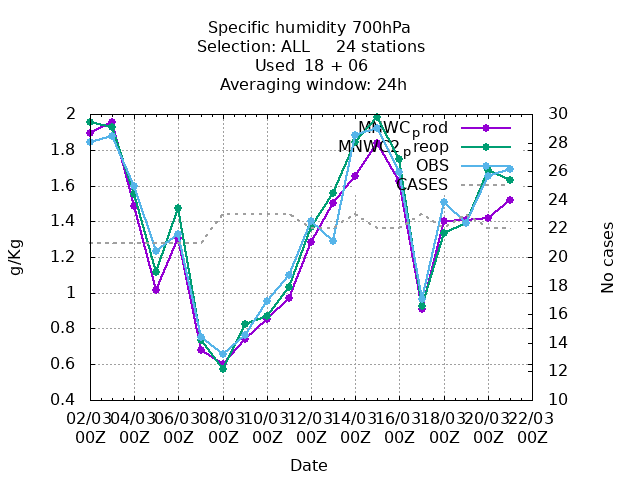 Specific humidity 700hPa
Selection: ALL 24 stations
Used 18 + 06
Averaging window: 24h
MNWC_prod
MNWC2_preop
OBS
CASES
2
1.8
1.6
1.4
1.2
1
0.8
0.6
0.4
30
28
26
24
22
20
18
16
14
12
10
g/Kg
No cases
02/03 04/03 06/03 08/03 10/03 12/03 14/03 16/03 18/03 20/03 22/03
00Z 00Z 00Z 00Z 00Z 00Z 00Z 00Z 00Z 00Z 00Z
Date